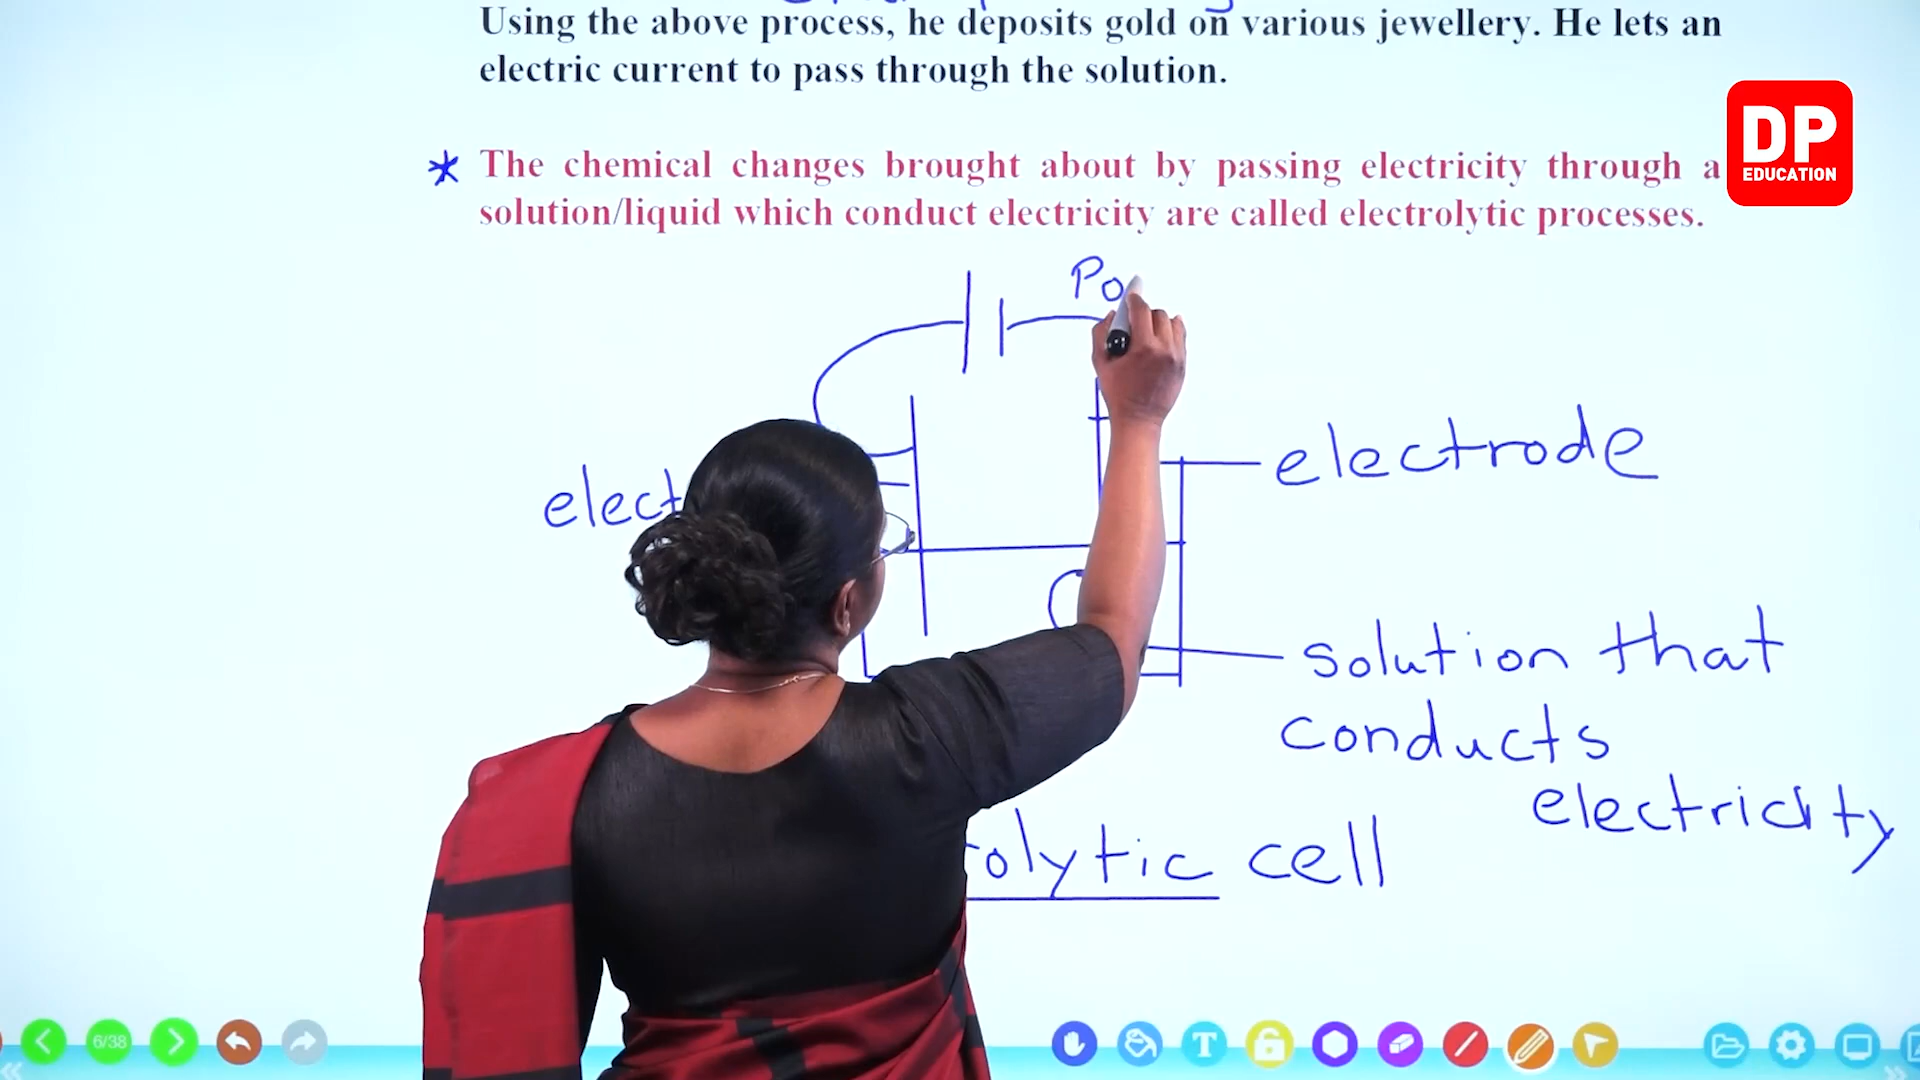 Using the above process, he deposits gold on various jewellery. He lets an
electric current to pass through the solution.
DP
EDUCATION
* The chemical changes brought about by passing electricity through a
solution/liquid which conduct electricity are called electrolytic processes.
Po
electrode
elect
solution that
conducts
electricity
olytic cell
6/38
T